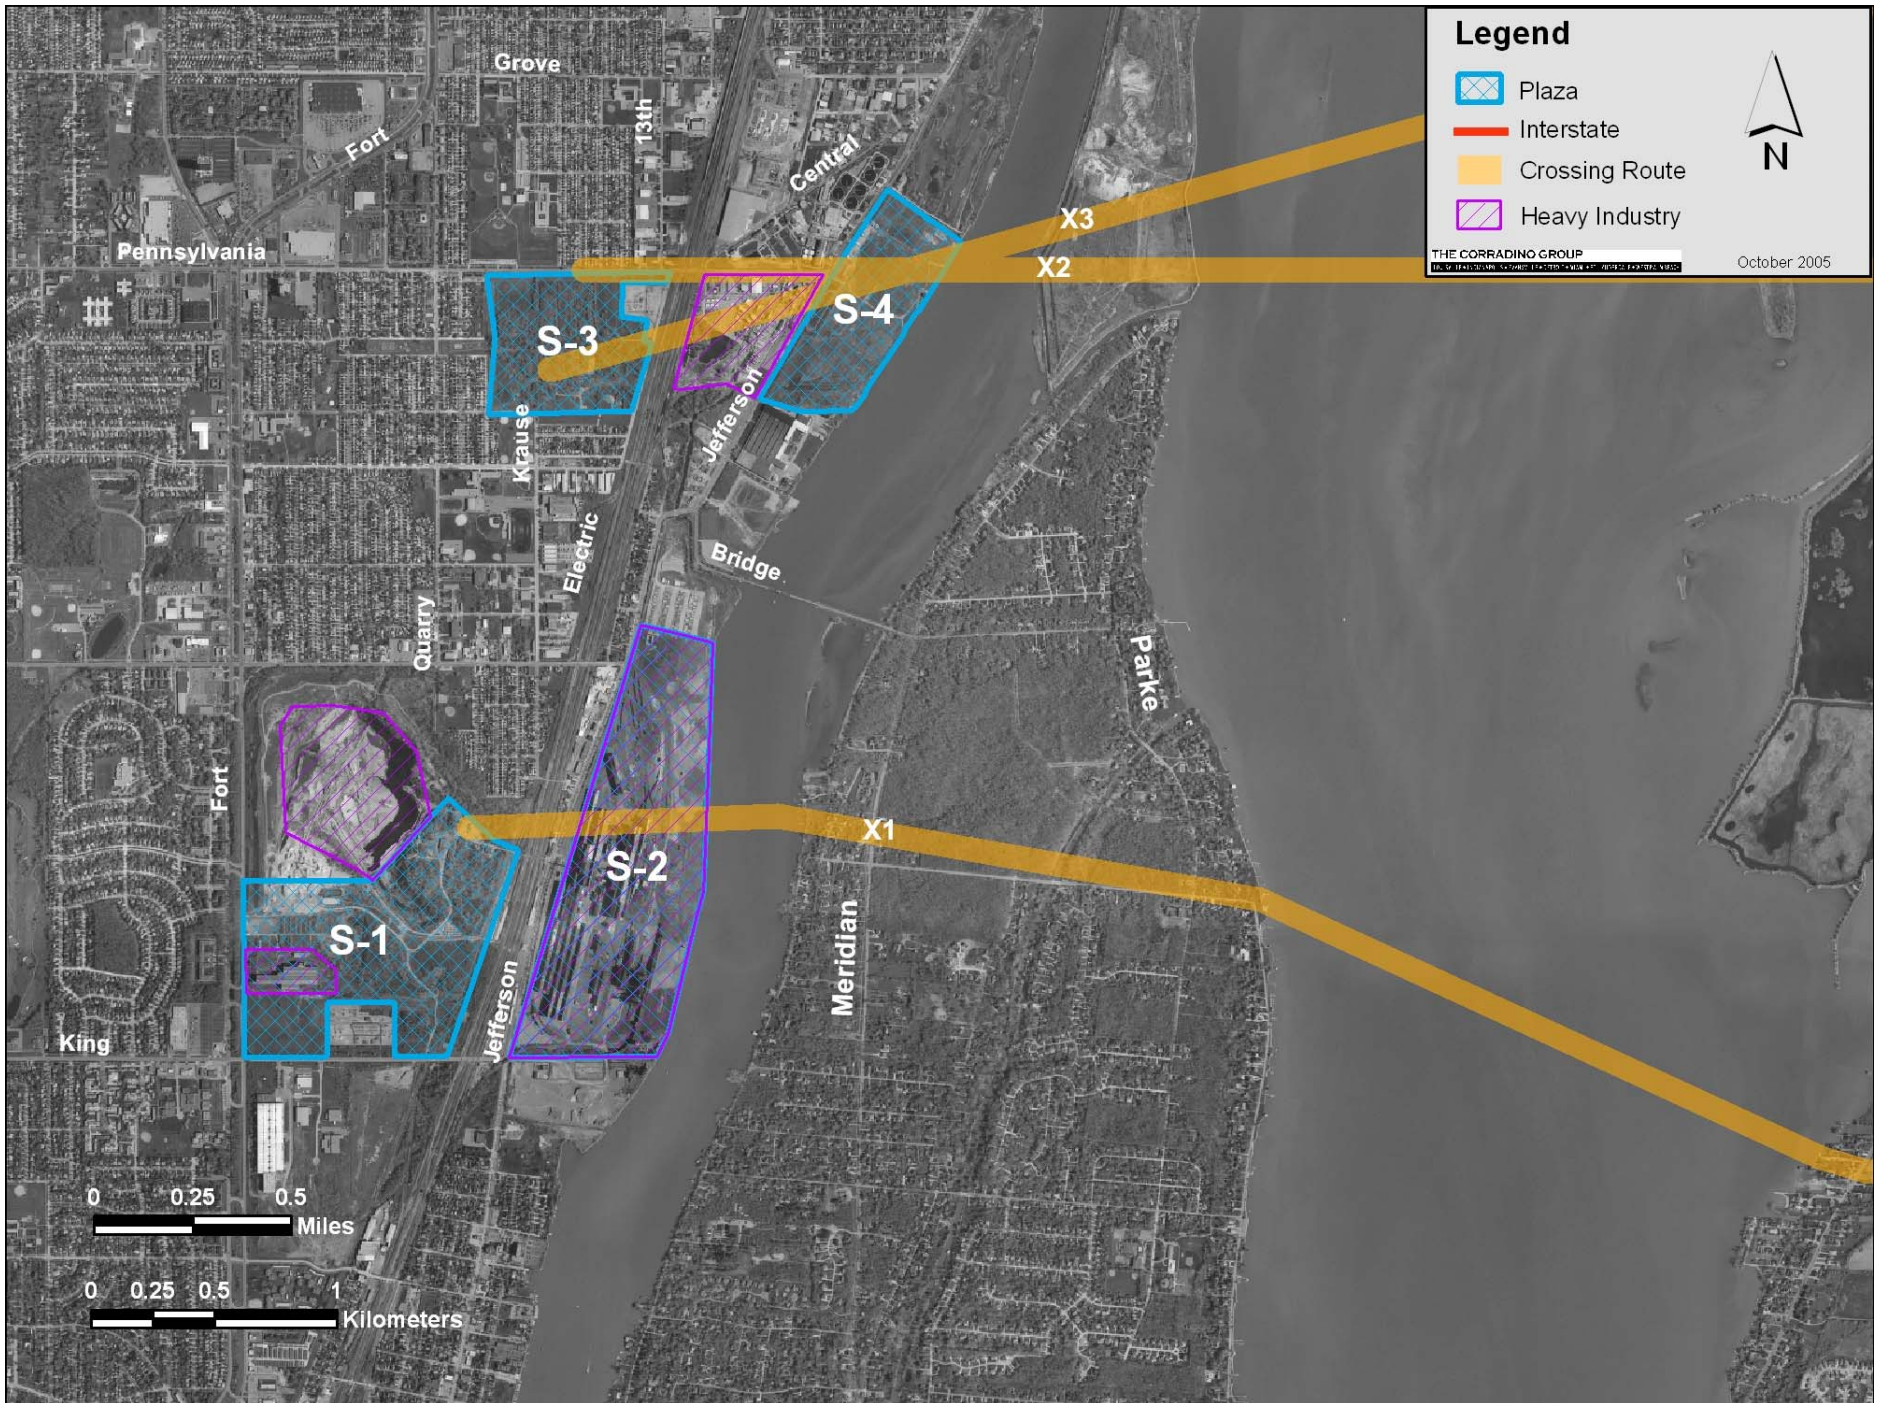 Legend
Plaza
Interstate
Crossing Route
Heavy Industry
N
THE CORRADINO GROUP
October 2005
Grove
13th
Fort
Central
Pennsylvania
X3
X2
S-4
S-3
Jefferson
Krause
Electric
Bridge
Quarry
Parke
Fort
X1
S-2
S-1
Meridian
Jefferson
King
0 0.25 0.5
Miles
0 0.25 0.5 1
Kilometers